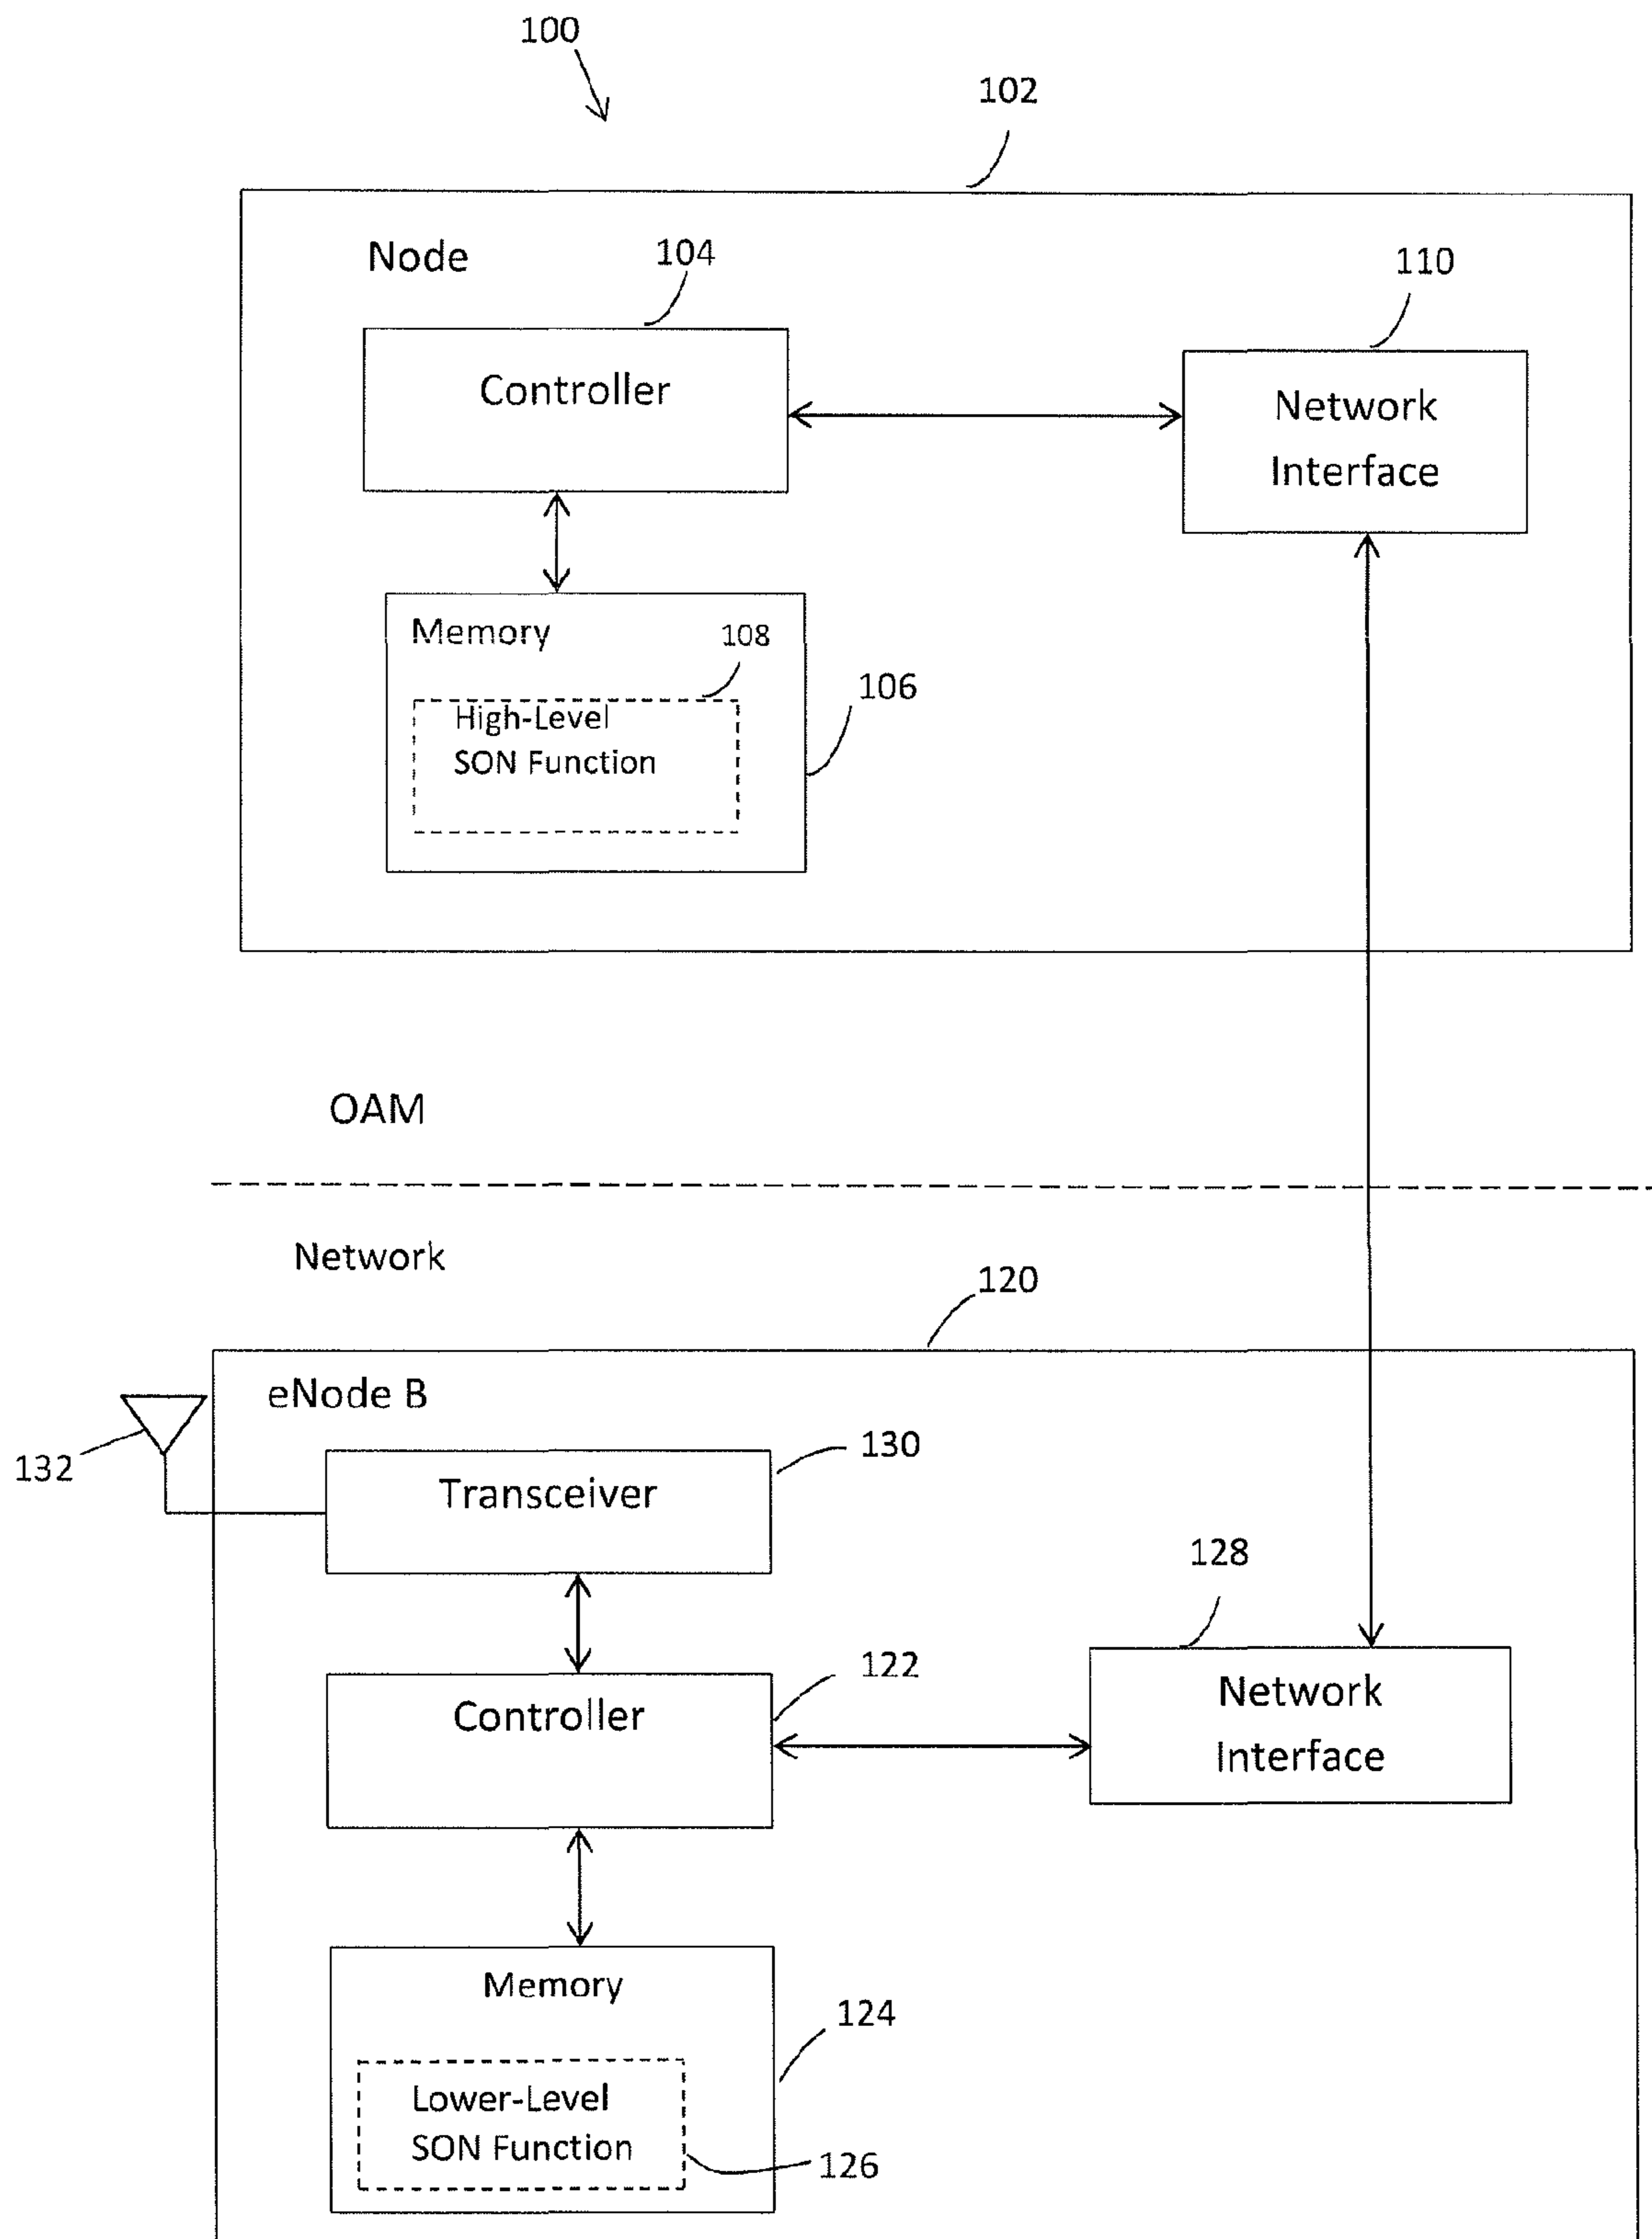 100
102
Node
104
110
Controller
Network
Interface
Memory
108
106
High-Level
SON Function
OAM
Network
120
eNode B
132
130
Transceiver
128
122
Controller
Network
Interface
Memory
124
Lower-Level
SON Function
126